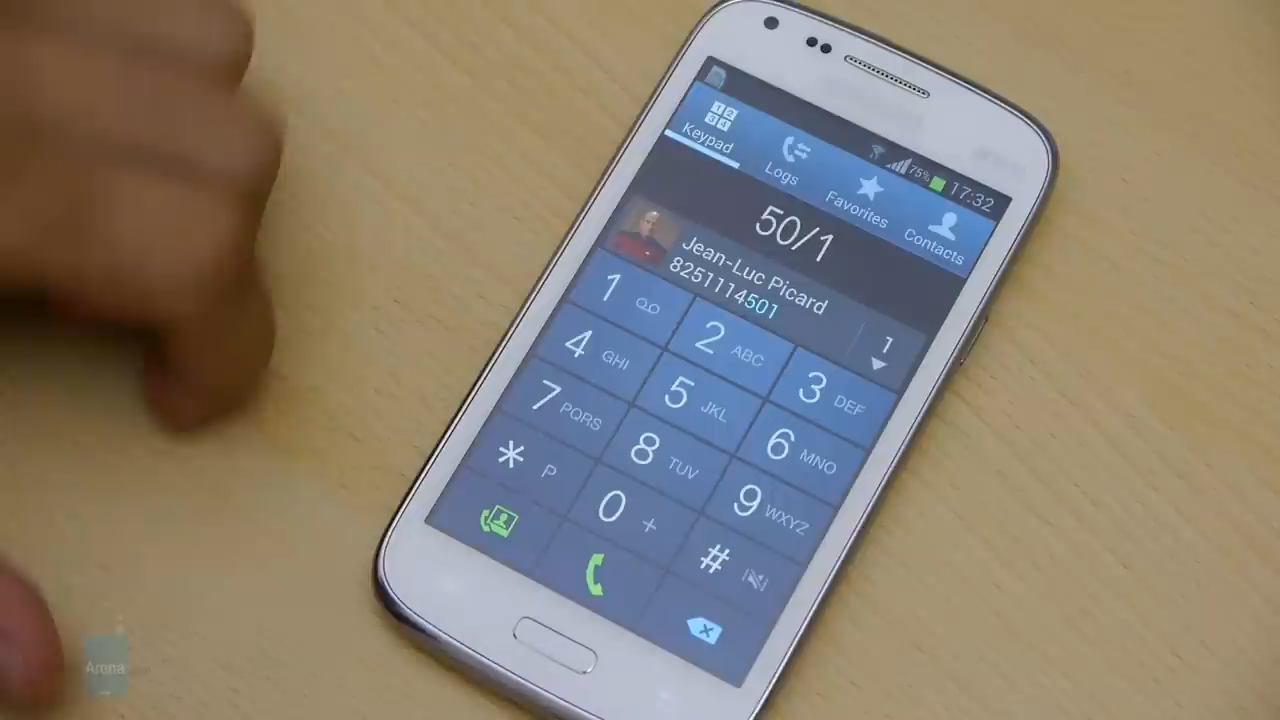 75% 17:32
Keypad Logs Favorites Contacts
50/1
Jean-Luc Picard
8251114501
1
1
2 ABC
3 DEF
4 GHI
5 JKL
6 MNO
7 PQRS
8 TUV
9 WXYZ
* P
0 +
#
Arena